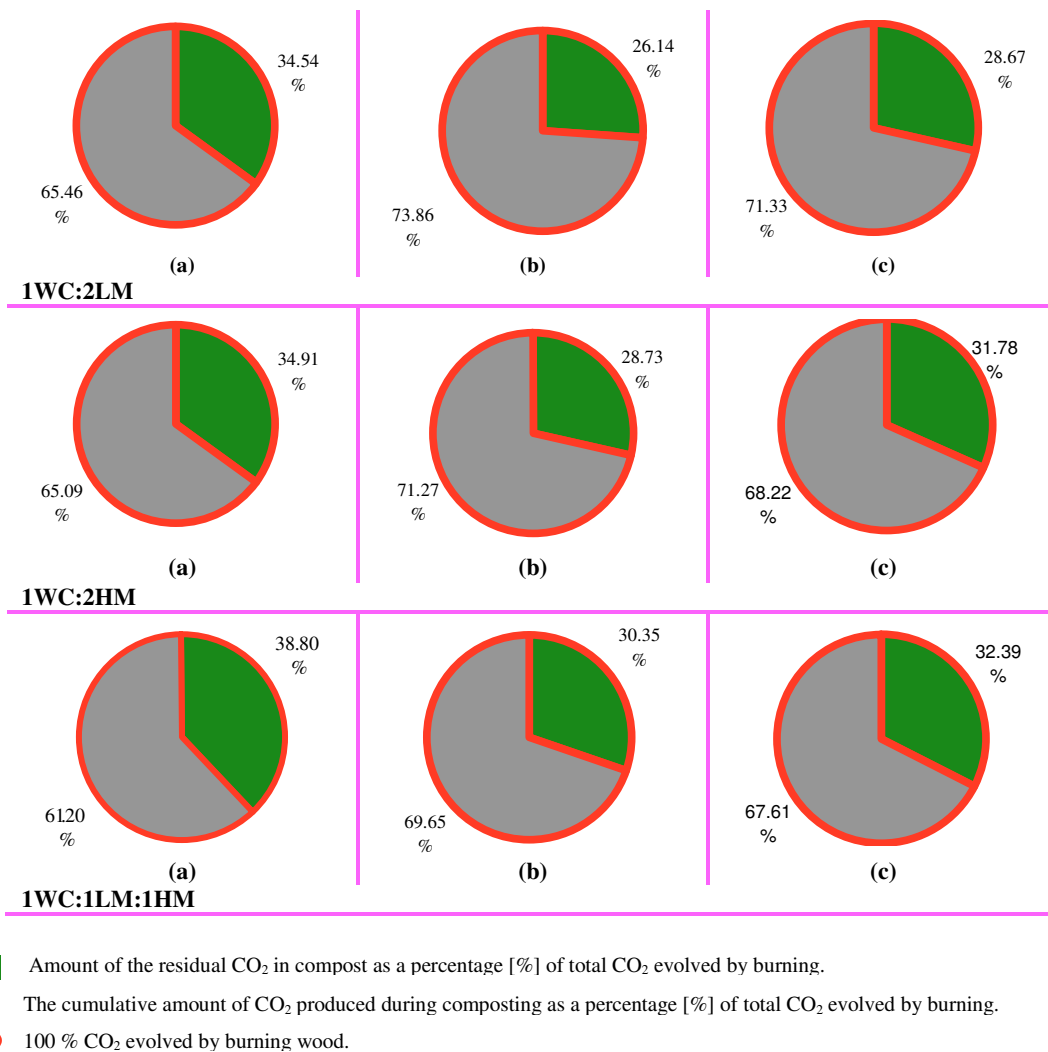 34.54
%
65.46
%
(a)
26.14
%
73.86
%
(b)
28.67
%
71.33
%
(c)
1WC:2LM
34.91
%
65.09
%
(a)
28.73
%
71.27
%
(b)
31.78
%
68.22
%
(c)
1WC:2HM
38.80
%
61.20
%
(a)
30.35
%
69.65
%
(b)
32.39
%
67.61
%
(c)
1WC:1LM:1HM
Amount of the residual CO₂ in compost as a percentage [%] of total CO₂ evolved by burning.
The cumulative amount of CO₂ produced during composting as a percentage [%] of total CO₂ evolved by burning.
100 % CO₂ evolved by burning wood.